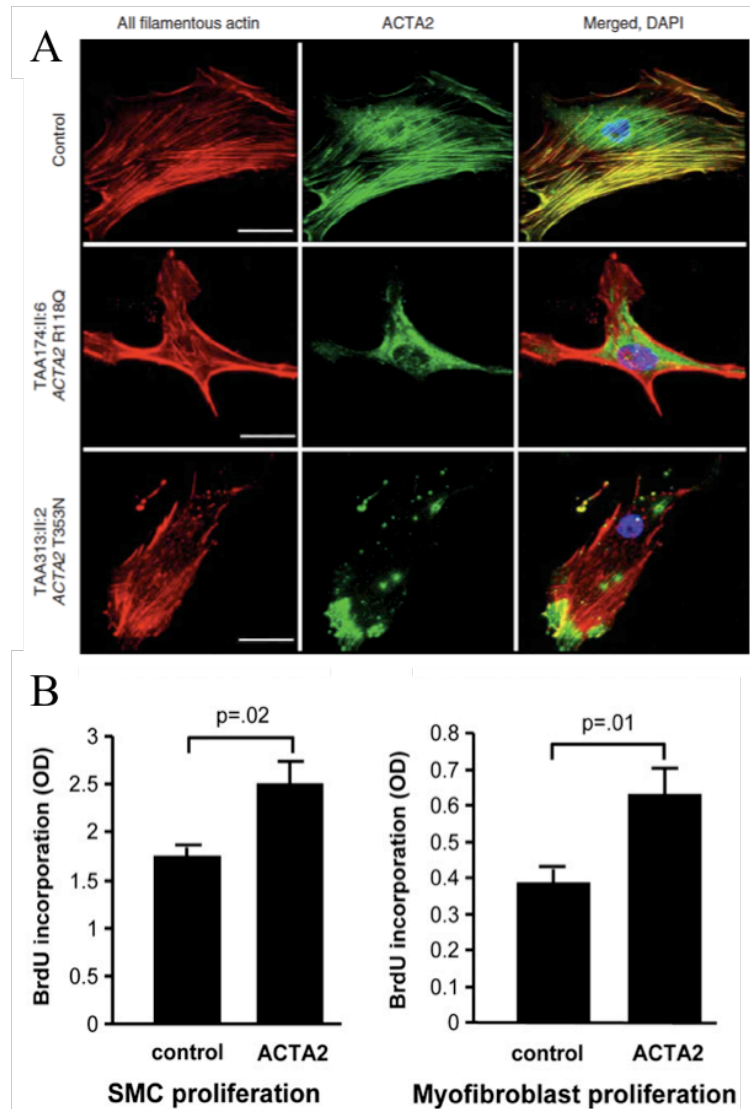 A
All filamentous actin
ACTA2
Merged, DAPI
Control
TAA174:II:6
ACTA2 R118Q
TAA313:II:2
ACTA2 T353N
B
p=.02
3
2.5
2
1.5
1
0.5
0
BrdU incorporation (OD)
control
ACTA2
SMC proliferation
p=.01
0.8
0.7
0.6
0.5
0.4
0.3
0.2
0.1
0
BrdU incorporation (OD)
control
ACTA2
Myofibroblast proliferation